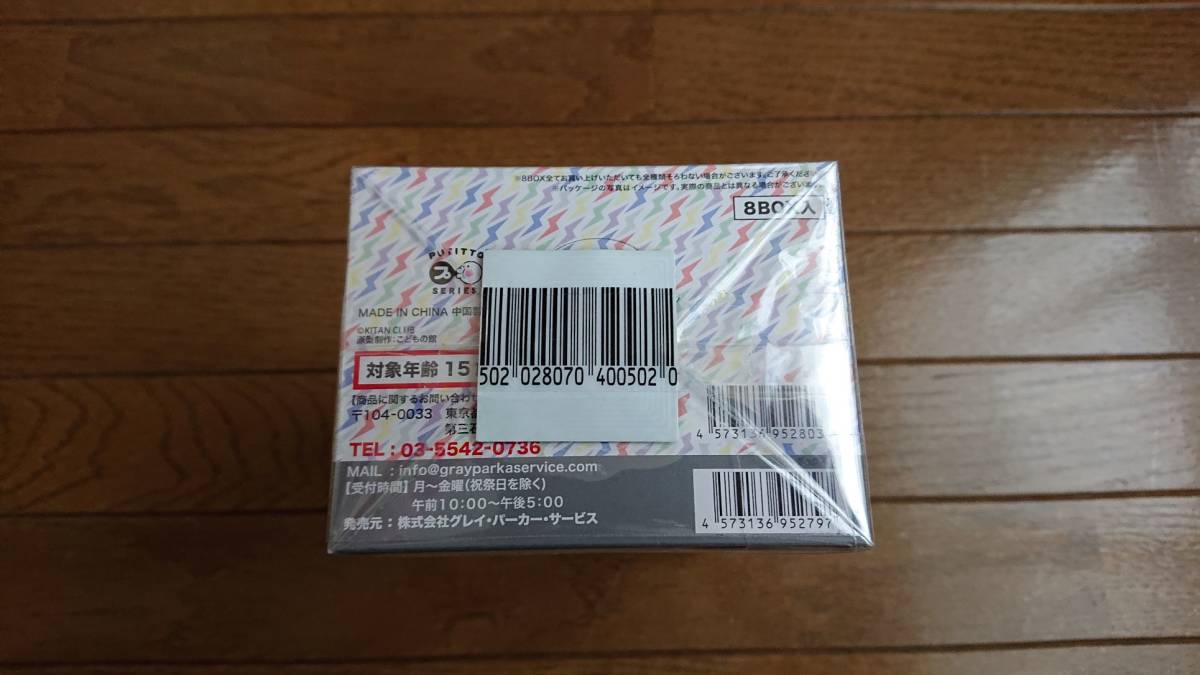 ※8BOX全てお買い上げいただいても全種類そろわない場合がございます。ご了承ください
※パッケージの写真はイメージです。実際の商品とは異なる場合がございま
8BOX入
PUTITTO
プ
SERIES
MADE IN CHINA 中国
©KITAN CLUB
原型制作:こどもの館
対象年齢 15
502 028070 400502 0
【商品に関するお問い合わせ
〒104-0033 東京都
第三石
TEL : 03-5542-0736
4 573136 952803
MAIL : info@grayparkaservice.com
【受付時間】月～金曜(祝祭日を除く)
午前10:00～午後5:00
発売元 : 株式会社グレイ・パーカー・サービス
4 573136 952797